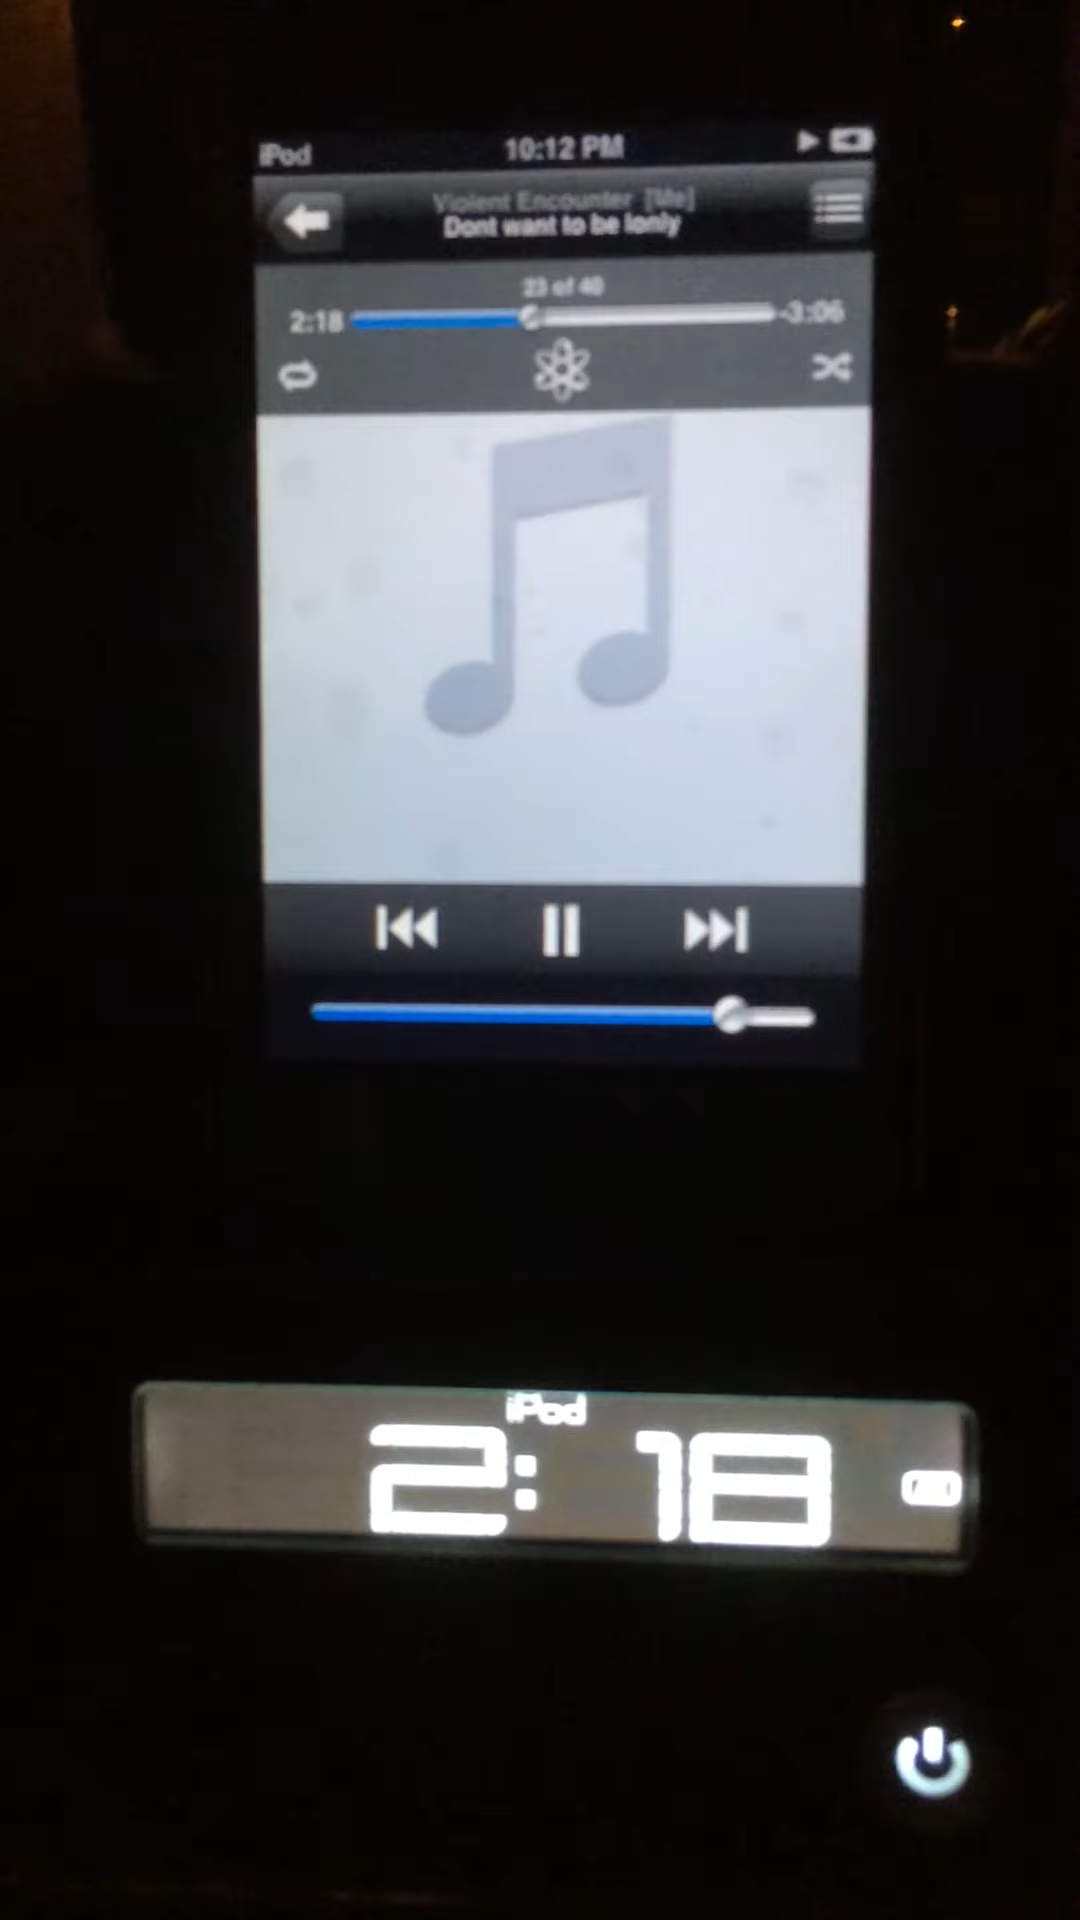 iPod 10:12 PM
Violent Encounter [Me]
Dont want to be lonly
23 of 40
2:18 -3:06
iPod
2:18